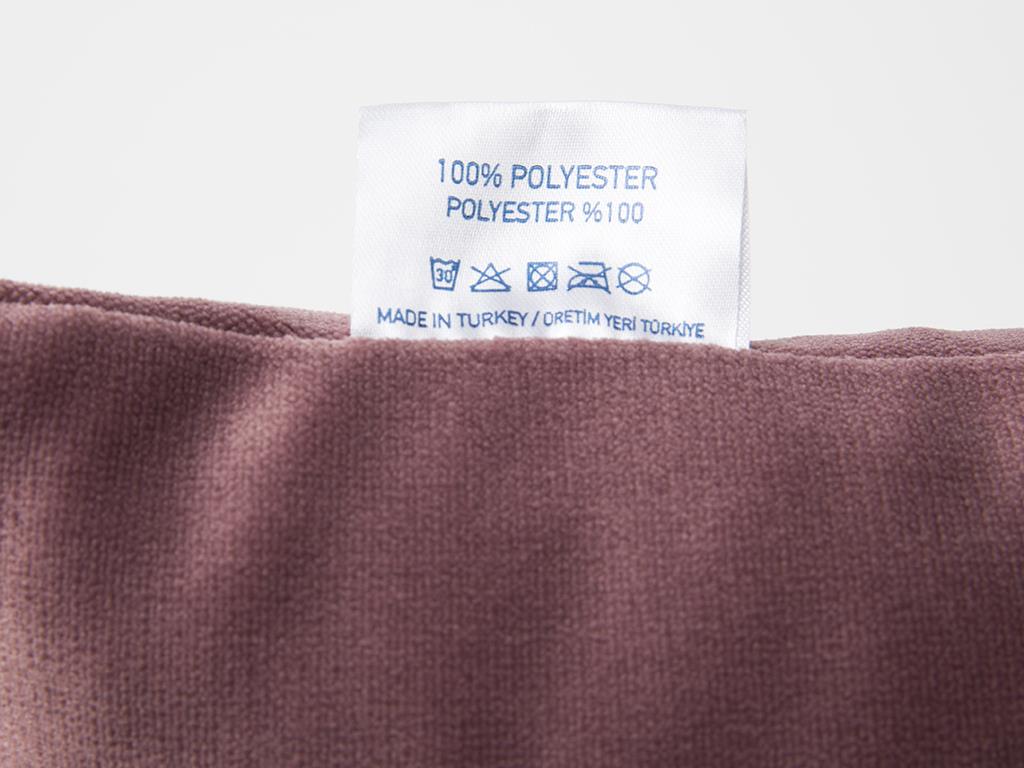 100% POLYESTER
POLYESTER %100
30
MADE IN TURKEY / ÜRETİM YERİ TÜRKİYE